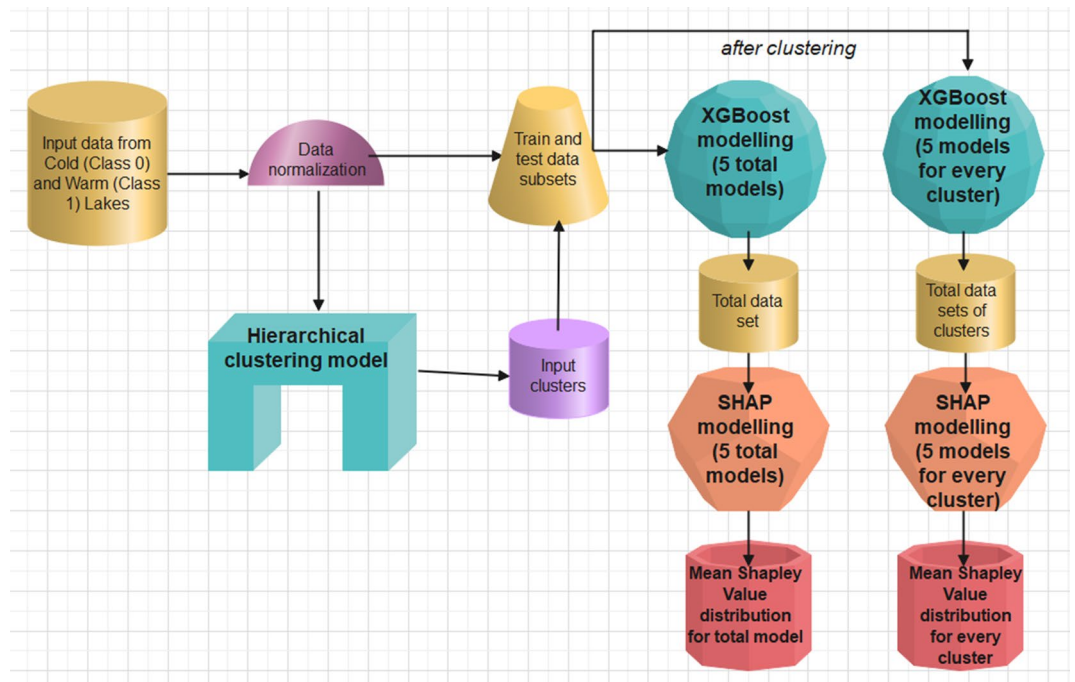 after clustering
Input data from
Cold (Class 0)
and Warm (Class
1) Lakes
Data
normalization
Train and
test data
subsets
XGBoost
modelling
(5 total
models)
XGBoost
modelling
(5 models
for every
cluster)
Hierarchical
clustering model
Input
clusters
Total data
set
Total data
sets of
clusters
SHAP
modelling
(5 total
models)
SHAP
modelling
(5 models
for every
cluster)
Mean Shapley
Value
distribution
for total model
Mean Shapley
Value
distribution
for every
cluster